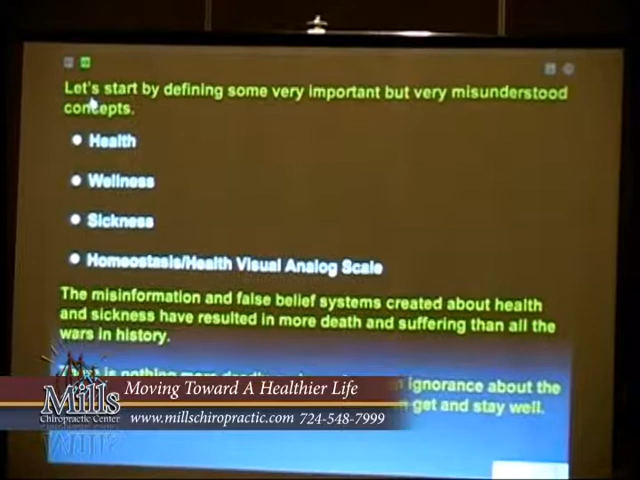 Let's start by defining some very important but very misunderstood
concepts.
Health
Wellness
Sickness
Homeostasis/Health Visual Analog Scale
The misinformation and false belief systems created about health
and sickness have resulted in more death and suffering than all the
wars in history.
is nothing more ignorance about the
get and stay well.
Mills
Chiropractic Center
Moving Toward A Healthier Life
www.millschiropractic.com 724-548-7999